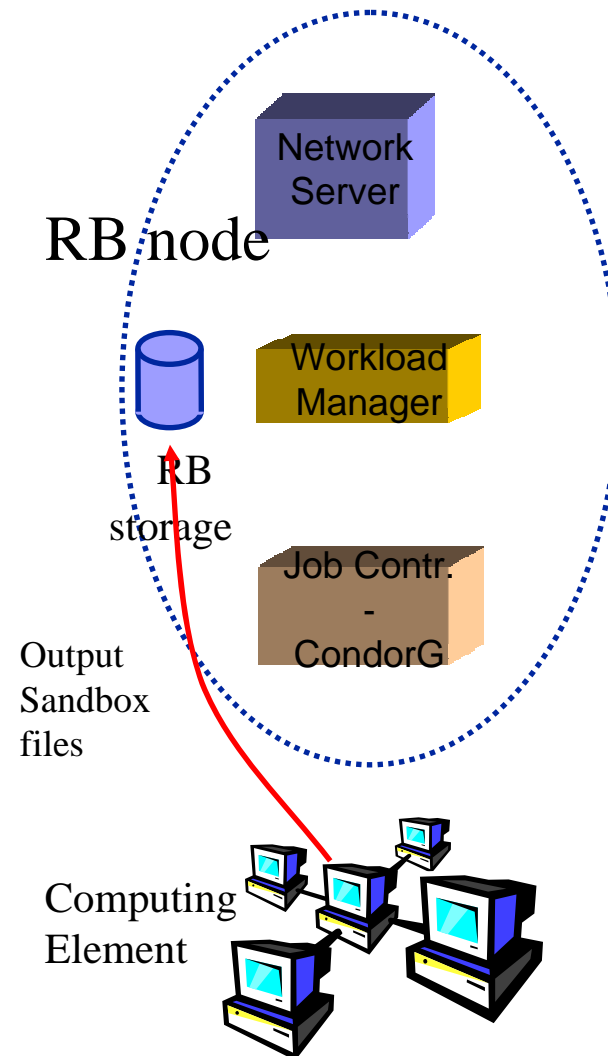 Network
Server
RB node
Workload
Manager
RB
storage
Job Contr.
-
CondorG
Output
Sandbox
files
Computing
Element